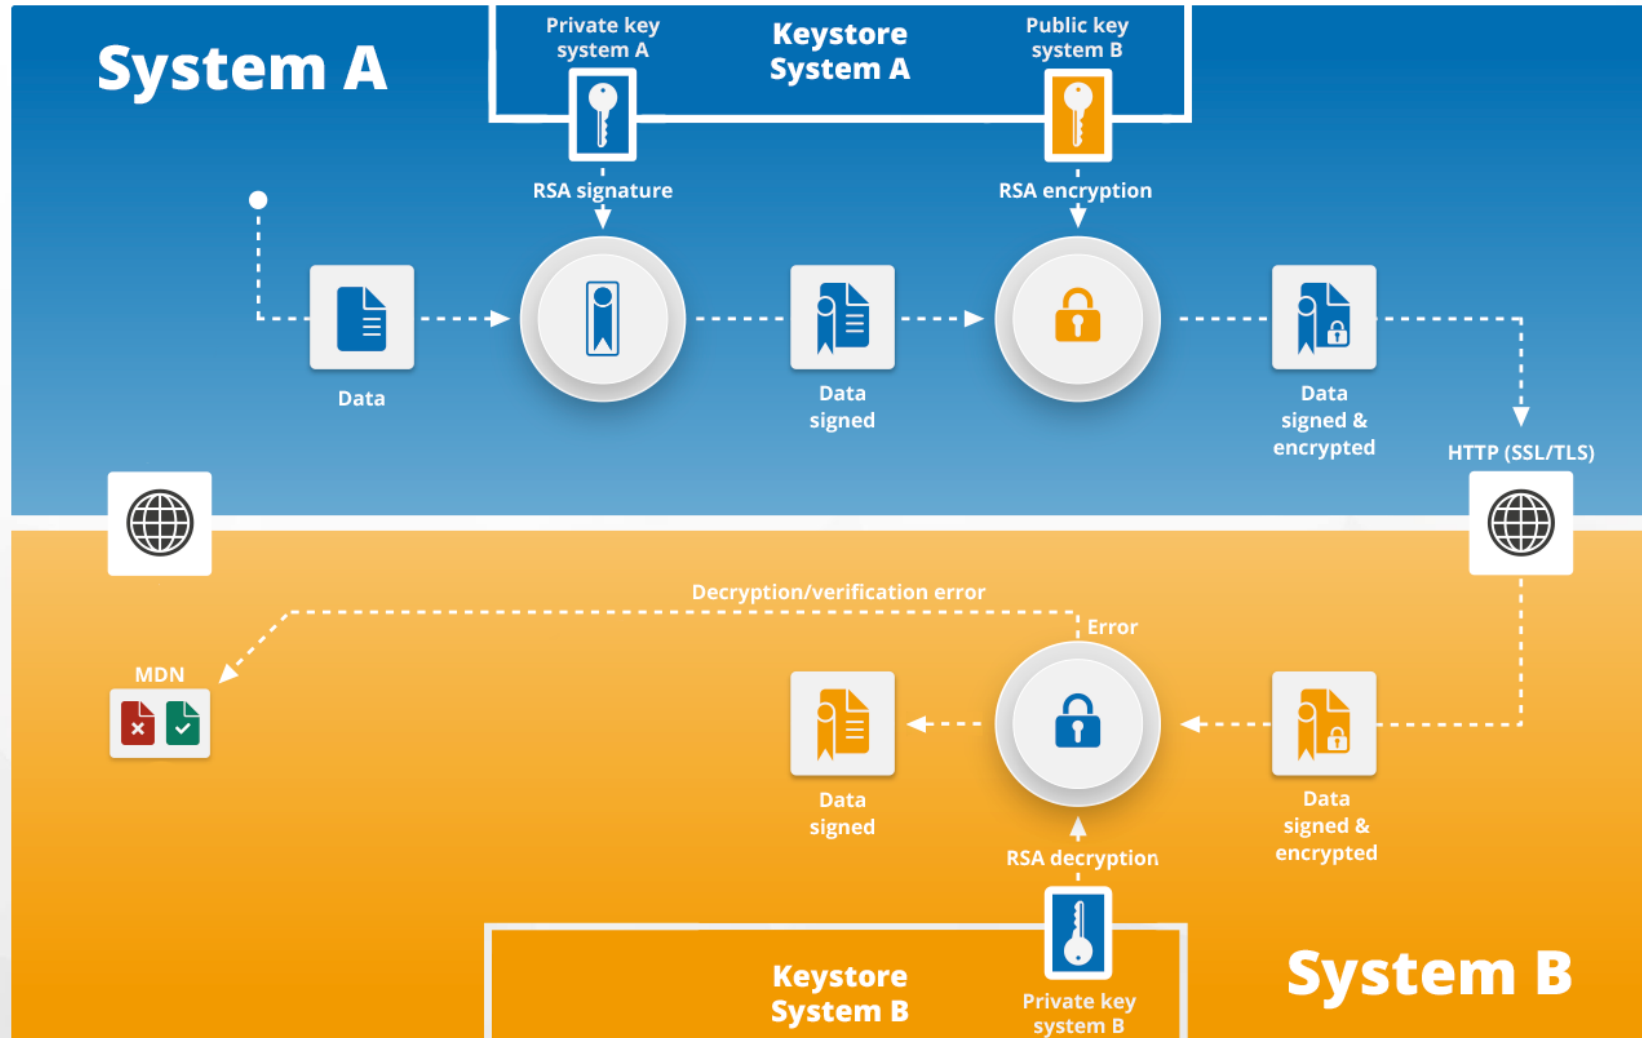 System A
Private key
system A
Keystore
System A
Public key
system B
RSA signature
RSA encryption
Data
Data
signed
Data
signed &
encrypted
HTTP (SSL/TLS)
Decryption/verification error
Error
MDN
Data
signed
Data
signed &
encrypted
RSA decryption
Keystore
System B
Private key
system B
System B